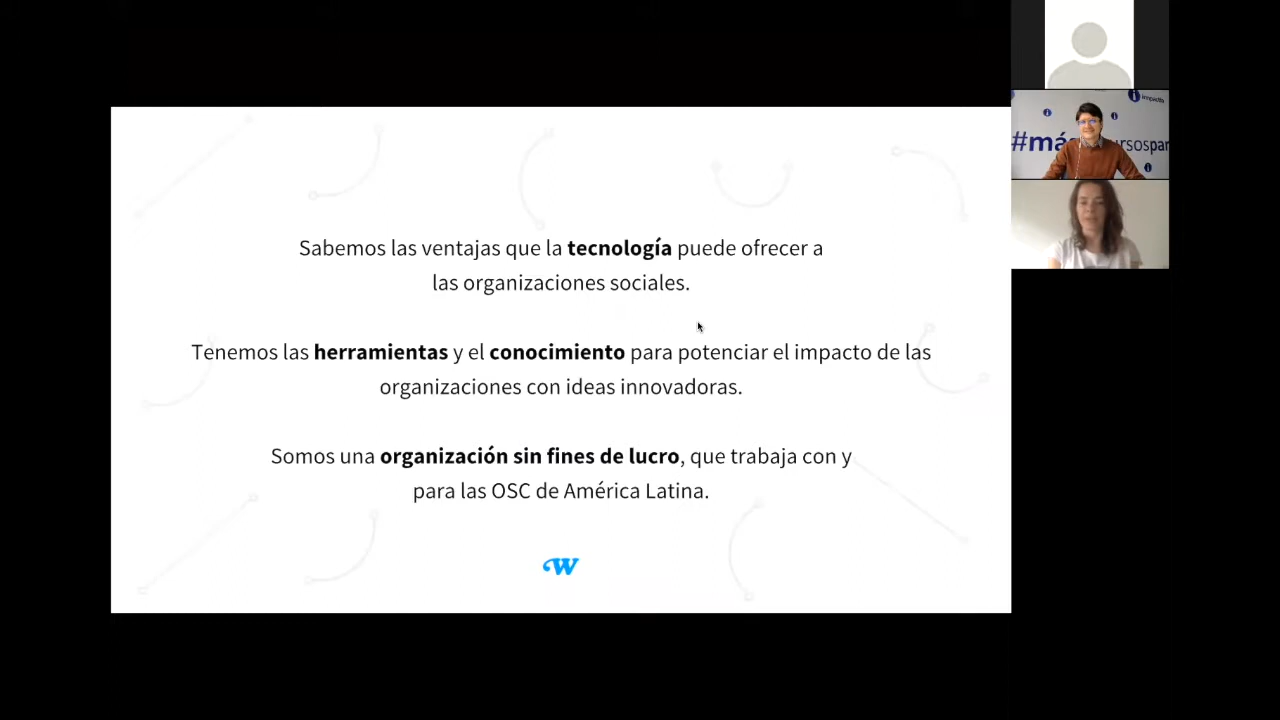 Sabemos las ventajas que la tecnología puede ofrecer a
las organizaciones sociales.
Tenemos las herramientas y el conocimiento para potenciar el impacto de las
organizaciones con ideas innovadoras.
Somos una organización sin fines de lucro, que trabaja con y
para las OSC de América Latina.
w
#má
rsospar